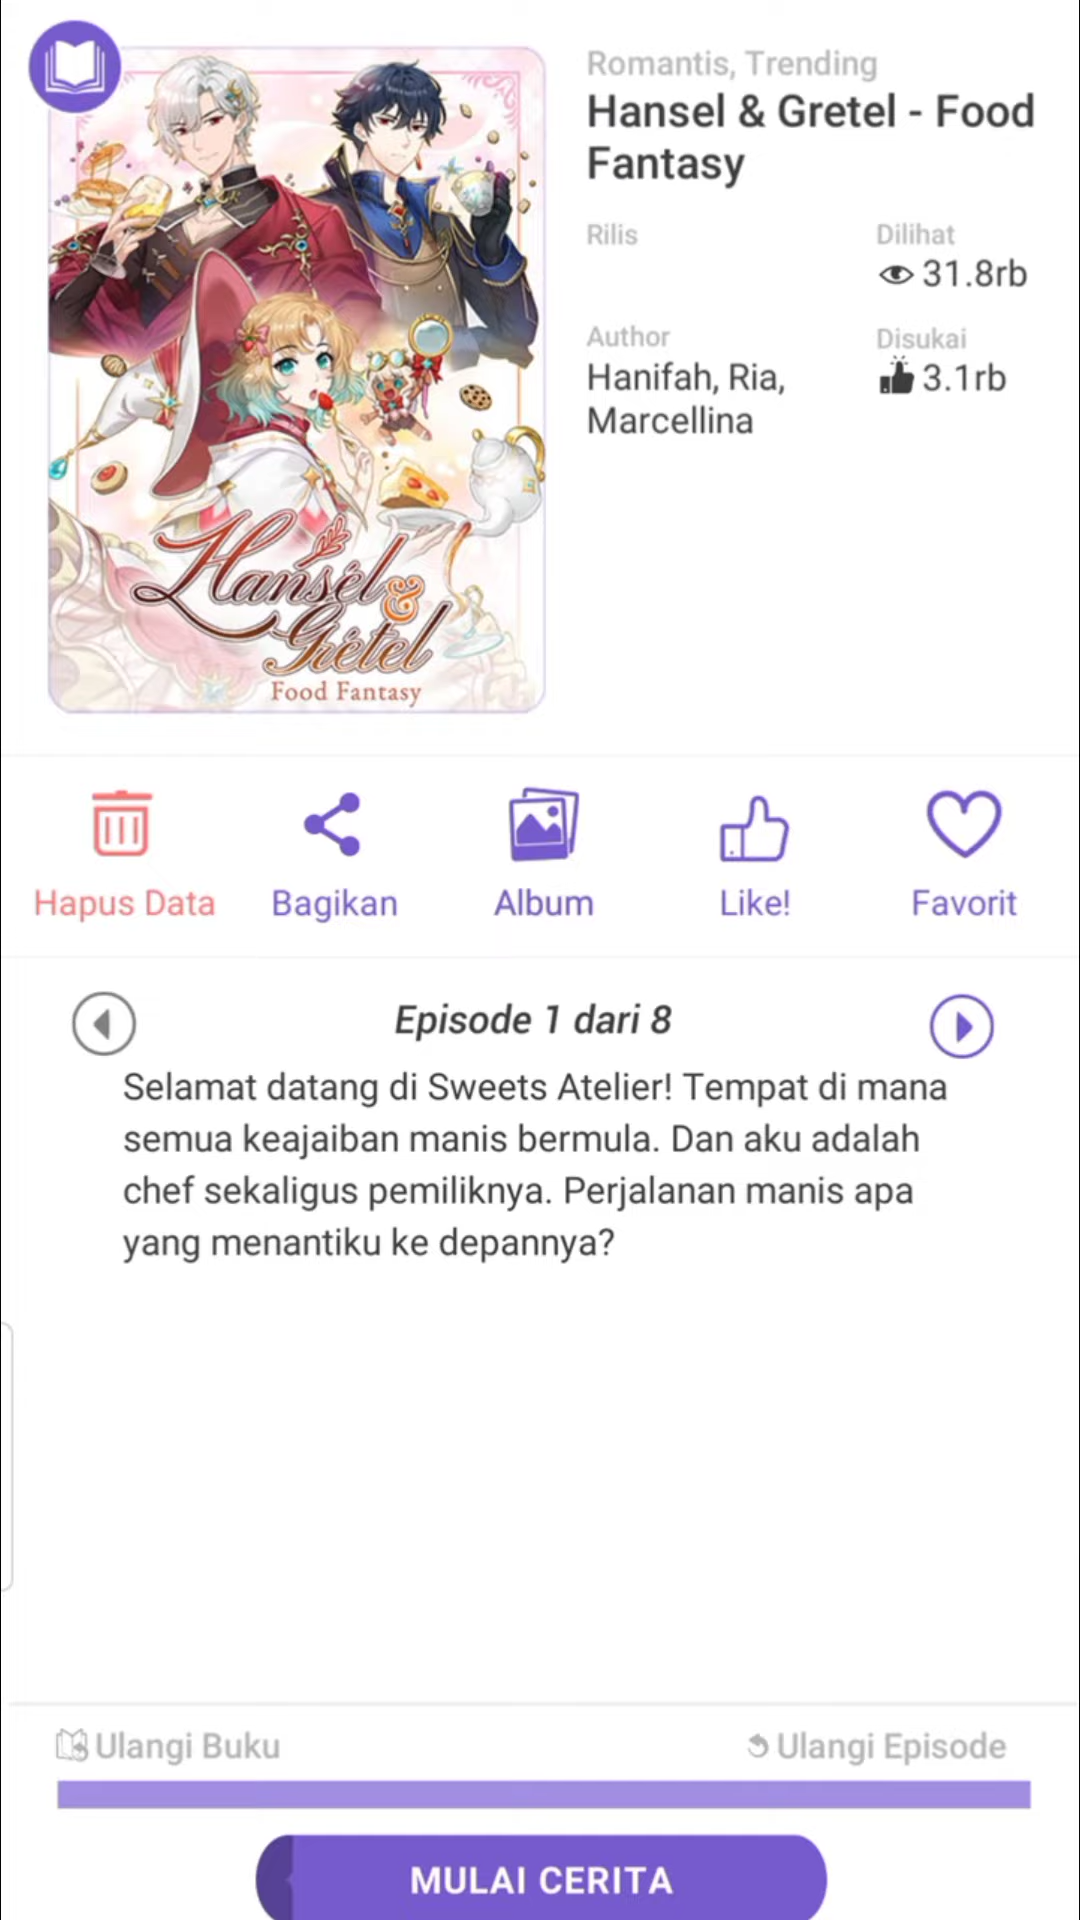 Romantis, Trending
Hansel & Gretel - Food
Fantasy
Rilis
Dilihat
31.8rb
Author
Disukai
Hanifah, Ria,
Marcellina
3.1rb
Hansel &
Gretel
Food Fantasy
Hapus Data
Bagikan
Album
Like!
Favorit
Episode 1 dari 8
Selamat datang di Sweets Atelier! Tempat di mana
semua keajaiban manis bermula. Dan aku adalah
chef sekaligus pemiliknya. Perjalanan manis apa
yang menantiku ke depannya?
Ulangi Buku
Ulangi Episode
MULAI CERITA